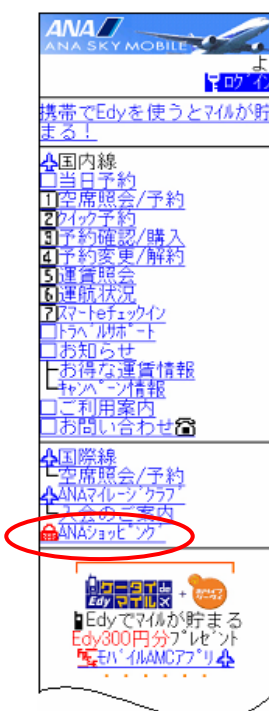 ANA
ANA SKY MOBILE
よ
ﾛｸﾞｲﾝ
携帯でEdyを使うとﾏｲﾙが貯
まる!
国内線
□当日予約
1空席照会/予約
2ｸｲｯｸ予約
3予約確認/購入
4予約変更/解約
5運賃照会
6運航状況
7ｽﾏｰﾄeﾁｪｯｸｲﾝ
□ﾄﾗﾍﾞﾙｻﾎﾟｰﾄ
□お知らせ
お得な運賃情報
ｷｬﾝﾍﾟｰﾝ情報
□ご利用案内
□お問い合わせ
国際線
空席照会/予約
ANAﾏｲﾚｰｼﾞｸﾗﾌﾞ
入会のご案内
ANAｼｮｯﾋﾟﾝｸﾞ
ケータイde
Edyマイル
+
EdyでﾏｲﾙがI貯まる
Edy300円分ﾌﾟﾚｾﾞﾝﾄ
ﾓﾊﾞｲﾙAMCｱﾌﾟﾘ